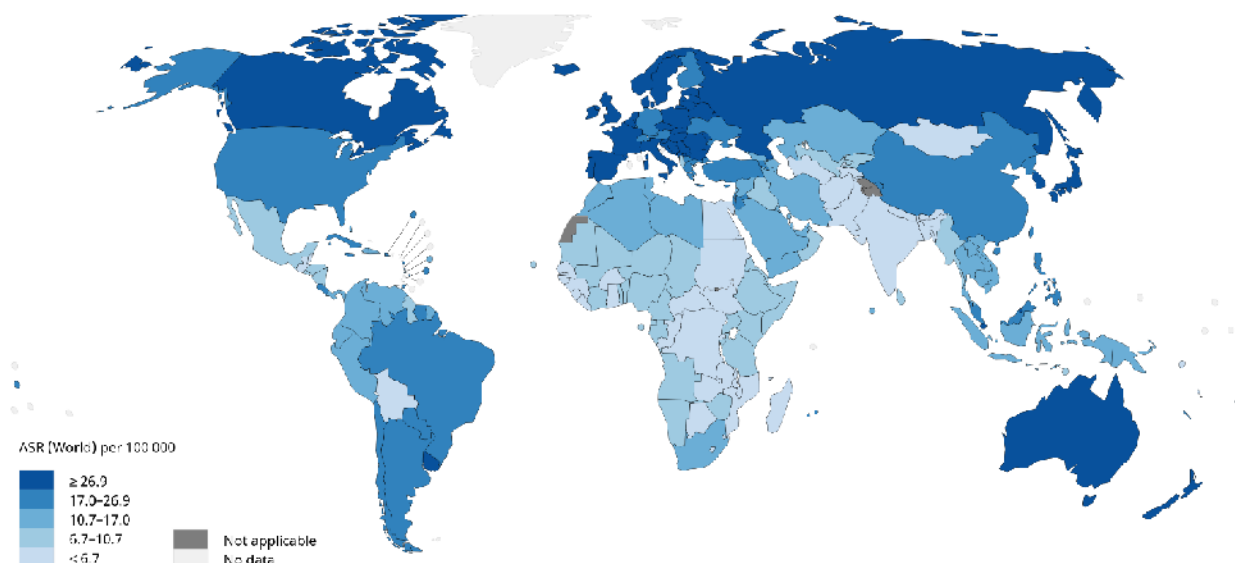 ASR (World) per 100 000
≥ 26.9
17.0–26.9
10.7–17.0
6.7–10.7
< 6.7
Not applicable
No data